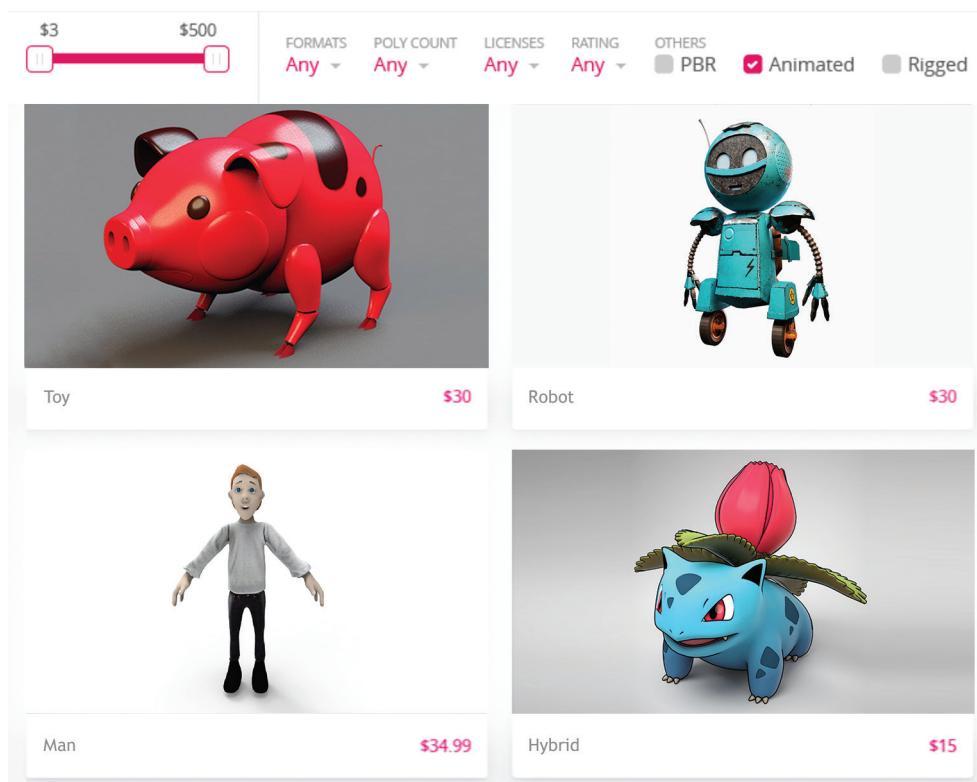 $3 $500
FORMATS POLY COUNT LICENSES RATING OTHERS
Any Any Any Any PBR Animated Rigged
Toy $30
Robot $30
Man $34.99
Hybrid $15